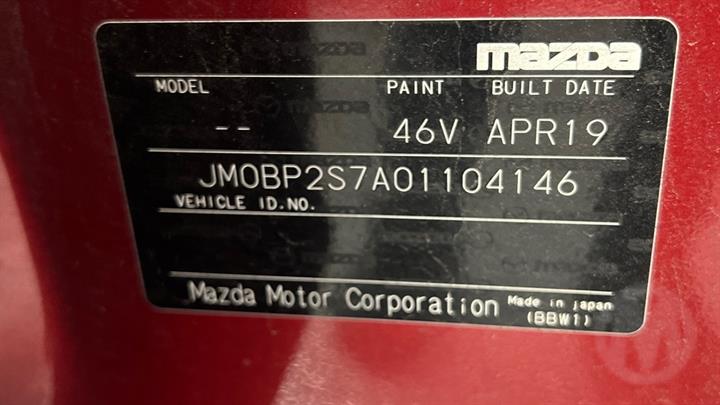 mazda
MODEL PAINT BUILT DATE
-- 46V APR19
JM0BP2S7A01104146
VEHICLE ID.NO.
Mazda Motor Corporation Made in japan
(BBW1)